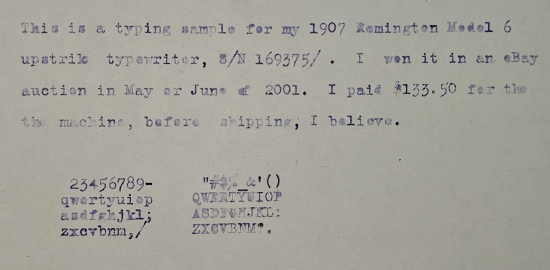 This is a typing sample for my 1907 Remington Model 6
upstrike typewriter, S/N 169375/ .  I won it in an eBay
auction in May or June of 2001.  I paid $133.50 for the
the machine, before shipping, I believe.
23456789-     "#$%_&'()
qwertyuiop     QWERTYUIOP
asdfghjkl;     ASDFGHJKL:
zxcvbnm,/     ZXCVBNM?.